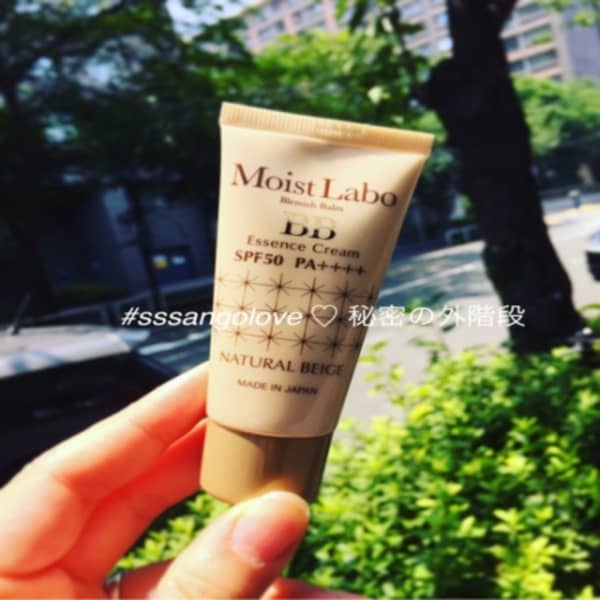 Moist Labo
Blemish Balm
BB
Essence Cream
SPF50 PA++++
#sssangolove ♡ 秘密の外階段
NATURAL BEIGE
MADE IN JAPAN